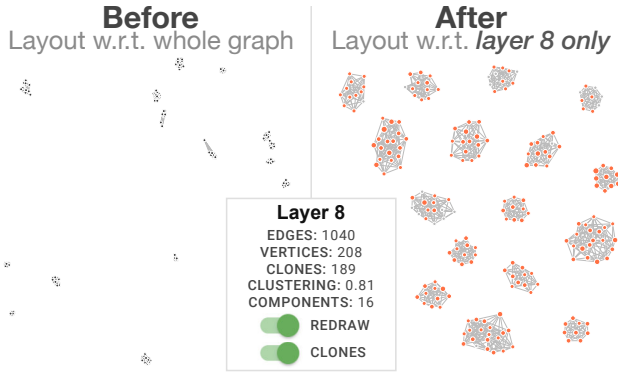 Before
Layout w.r.t. whole graph
After
Layout w.r.t. layer 8 only
Layer 8
EDGES: 1040
VERTICES: 208
CLONES: 189
CLUSTERING: 0.81
COMPONENTS: 16
REDRAW
CLONES